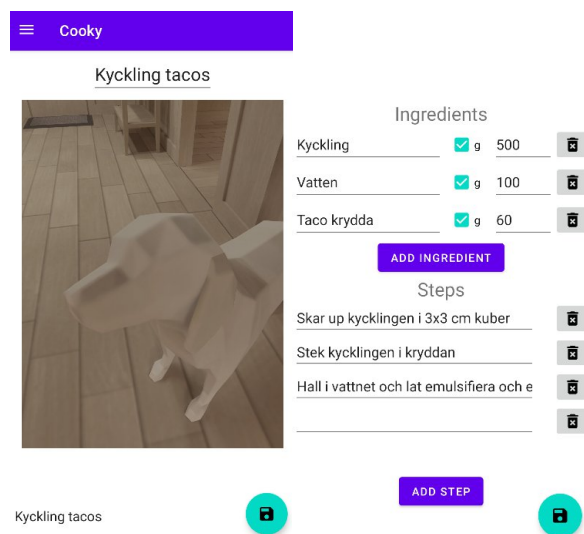 Cooky
Kyckling tacos
Kyckling tacos
Ingredients
Kyckling g 500
Vatten g 100
Taco krydda g 60
ADD INGREDIENT
Steps
Skar up kycklingen i 3x3 cm kuber
Stek kycklingen i kryddan
Hall i vattnet och lat emulsifiera och e
ADD STEP